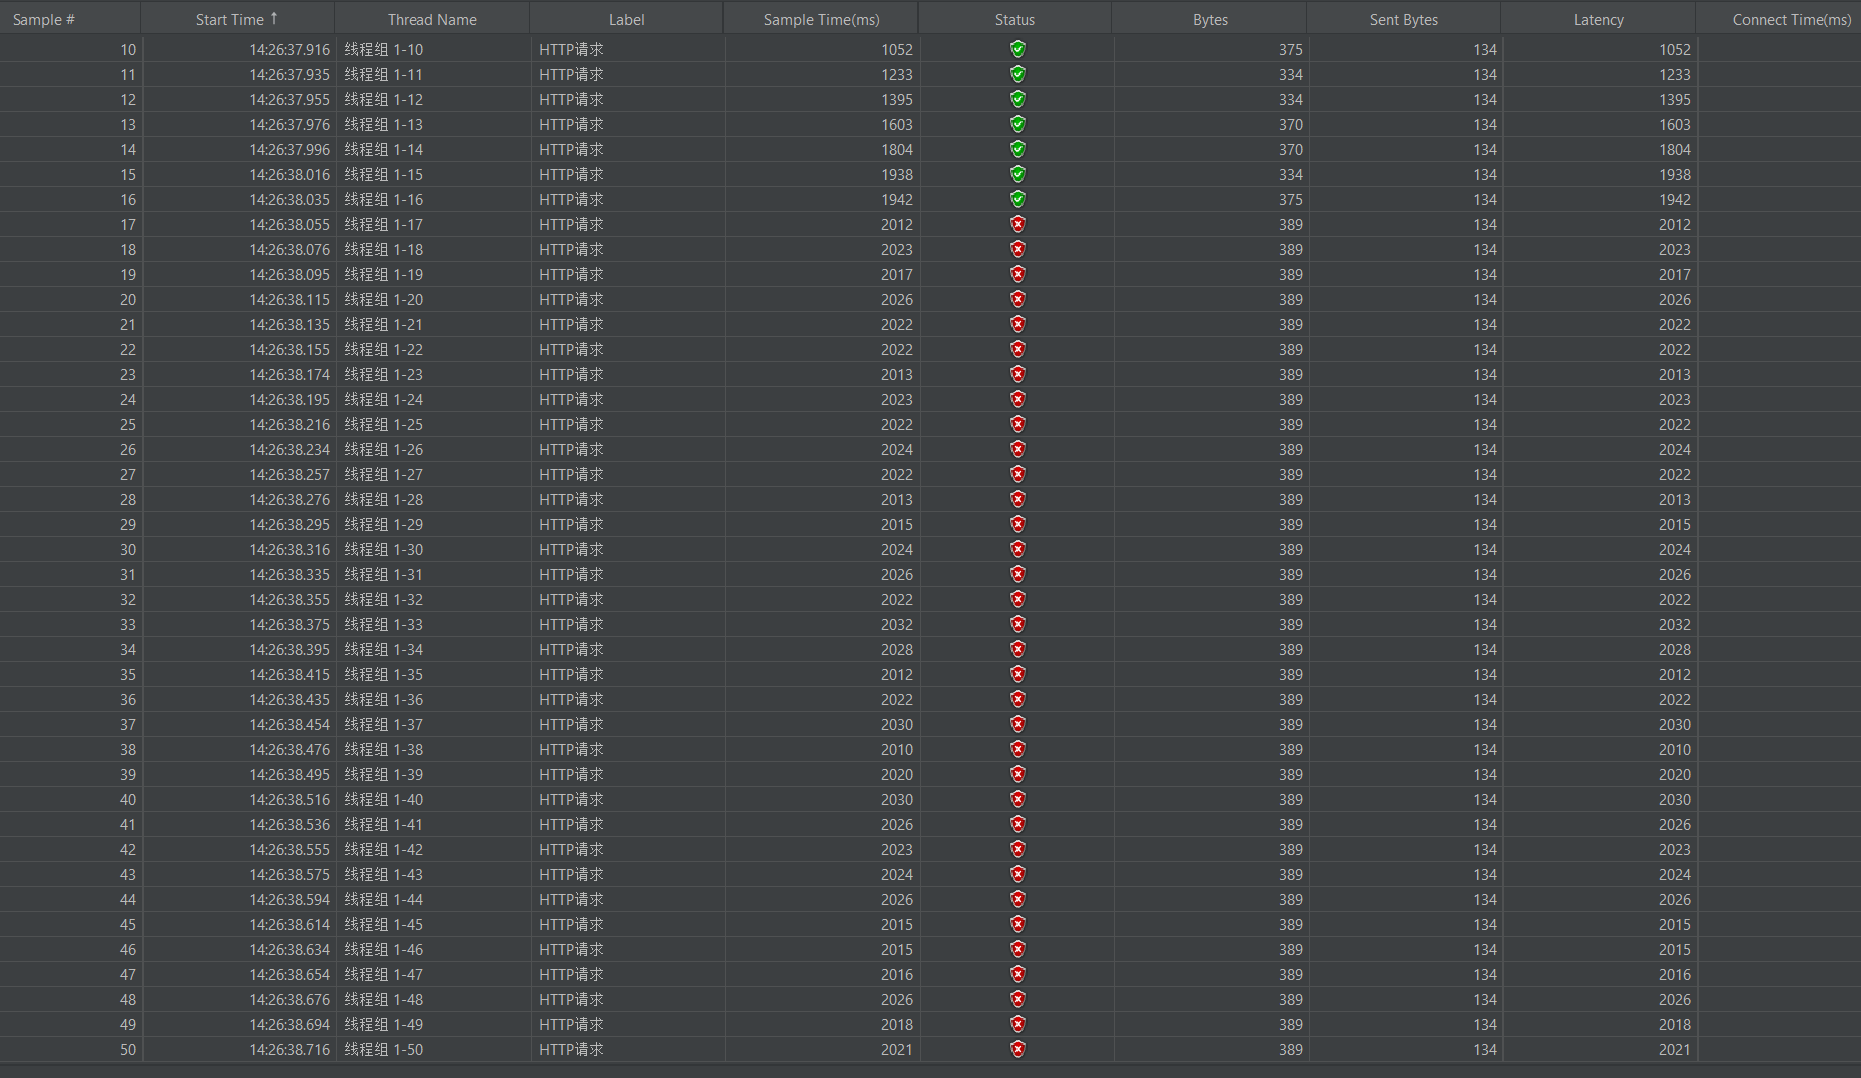 Sample # Start Time ↑ Thread Name Label Sample Time(ms) Status Bytes Sent Bytes Latency Connect Time(ms)
10 14:26:37.916 线程组 1-10 HTTP请求 1052 375 134 1052
11 14:26:37.935 线程组 1-11 HTTP请求 1233 334 134 1233
12 14:26:37.955 线程组 1-12 HTTP请求 1395 334 134 1395
13 14:26:37.976 线程组 1-13 HTTP请求 1603 370 134 1603
14 14:26:37.996 线程组 1-14 HTTP请求 1804 370 134 1804
15 14:26:38.016 线程组 1-15 HTTP请求 1938 334 134 1938
16 14:26:38.035 线程组 1-16 HTTP请求 1942 375 134 1942
17 14:26:38.055 线程组 1-17 HTTP请求 2012 389 134 2012
18 14:26:38.076 线程组 1-18 HTTP请求 2023 389 134 2023
19 14:26:38.095 线程组 1-19 HTTP请求 2017 389 134 2017
20 14:26:38.115 线程组 1-20 HTTP请求 2026 389 134 2026
21 14:26:38.135 线程组 1-21 HTTP请求 2022 389 134 2022
22 14:26:38.155 线程组 1-22 HTTP请求 2022 389 134 2022
23 14:26:38.174 线程组 1-23 HTTP请求 2013 389 134 2013
24 14:26:38.195 线程组 1-24 HTTP请求 2023 389 134 2023
25 14:26:38.216 线程组 1-25 HTTP请求 2022 389 134 2022
26 14:26:38.234 线程组 1-26 HTTP请求 2024 389 134 2024
27 14:26:38.257 线程组 1-27 HTTP请求 2022 389 134 2022
28 14:26:38.276 线程组 1-28 HTTP请求 2013 389 134 2013
29 14:26:38.295 线程组 1-29 HTTP请求 2015 389 134 2015
30 14:26:38.316 线程组 1-30 HTTP请求 2024 389 134 2024
31 14:26:38.335 线程组 1-31 HTTP请求 2026 389 134 2026
32 14:26:38.355 线程组 1-32 HTTP请求 2022 389 134 2022
33 14:26:38.375 线程组 1-33 HTTP请求 2032 389 134 2032
34 14:26:38.395 线程组 1-34 HTTP请求 2028 389 134 2028
35 14:26:38.415 线程组 1-35 HTTP请求 2012 389 134 2012
36 14:26:38.435 线程组 1-36 HTTP请求 2022 389 134 2022
37 14:26:38.454 线程组 1-37 HTTP请求 2030 389 134 2030
38 14:26:38.476 线程组 1-38 HTTP请求 2010 389 134 2010
39 14:26:38.495 线程组 1-39 HTTP请求 2020 389 134 2020
40 14:26:38.516 线程组 1-40 HTTP请求 2030 389 134 2030
41 14:26:38.536 线程组 1-41 HTTP请求 2026 389 134 2026
42 14:26:38.555 线程组 1-42 HTTP请求 2023 389 134 2023
43 14:26:38.575 线程组 1-43 HTTP请求 2024 389 134 2024
44 14:26:38.594 线程组 1-44 HTTP请求 2026 389 134 2026
45 14:26:38.614 线程组 1-45 HTTP请求 2015 389 134 2015
46 14:26:38.634 线程组 1-46 HTTP请求 2015 389 134 2015
47 14:26:38.654 线程组 1-47 HTTP请求 2016 389 134 2016
48 14:26:38.676 线程组 1-48 HTTP请求 2026 389 134 2026
49 14:26:38.694 线程组 1-49 HTTP请求 2018 389 134 2018
50 14:26:38.716 线程组 1-50 HTTP请求 2021 389 134 2021